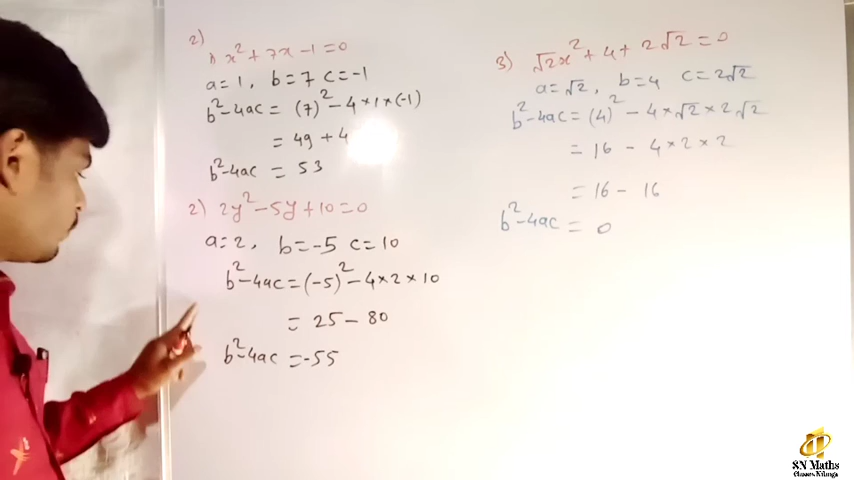 2)
1) x²+7x-1=0
a=1, b=7 c=-1
b²-4ac = (7)²-4×1×(-1)
= 49+4
b²-4ac = 53
2) 2y²-5y+10=0
a=2, b=-5 c=10
b²-4ac=(-5)²-4×2×10
= 25-80
b²-4ac =-55
3) √2x²+4+2√2=0
a=√2, b=4 c=2√2
b²-4ac=(4)²-4×√2×2√2
= 16-4×2×2
=16-16
b²-4ac = 0
SN Maths
Classes, Kilunga